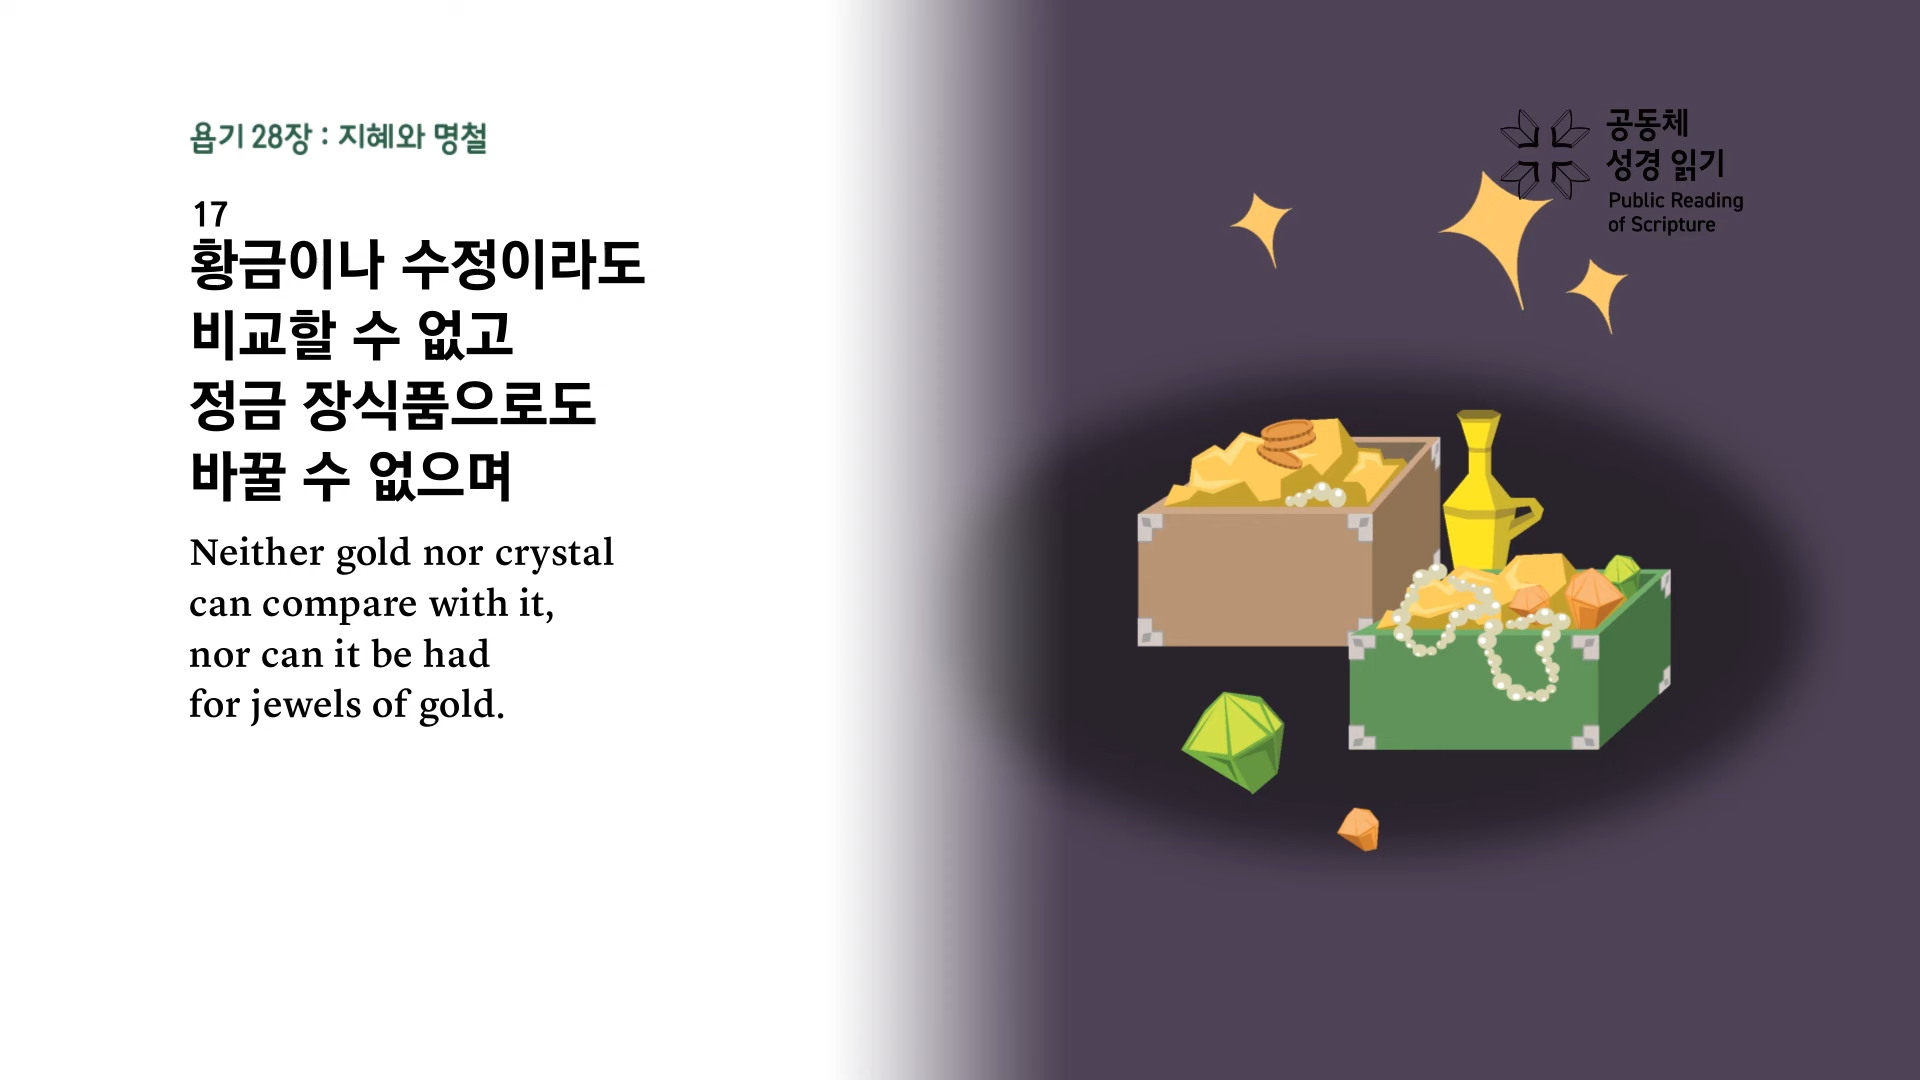 욥기 28장 : 지혜와 명철
17
황금이나 수정이라도
비교할 수 없고
정금 장식품으로도
바꿀 수 없으며
Neither gold nor crystal
can compare with it,
nor can it be had
for jewels of gold.
공동체
성경 읽기
Public Reading
of Scripture